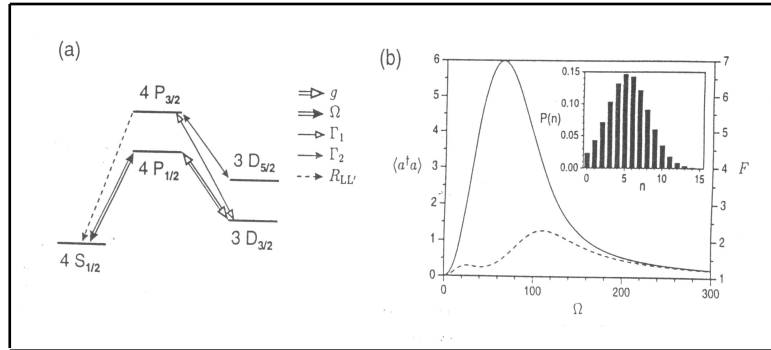 (a)
4 P3/2
4 P1/2
3 D5/2
3 D3/2
4 S1/2
g
Ω
Γ1
Γ2
RLL'
(b)
6
5
4
3
2
1
0
⟨a†a⟩
0
100
200
300
Ω
7
6
5
4
3
2
1
F
0.15
0.10
0.05
0.00
P(n)
0
5
10
15
n